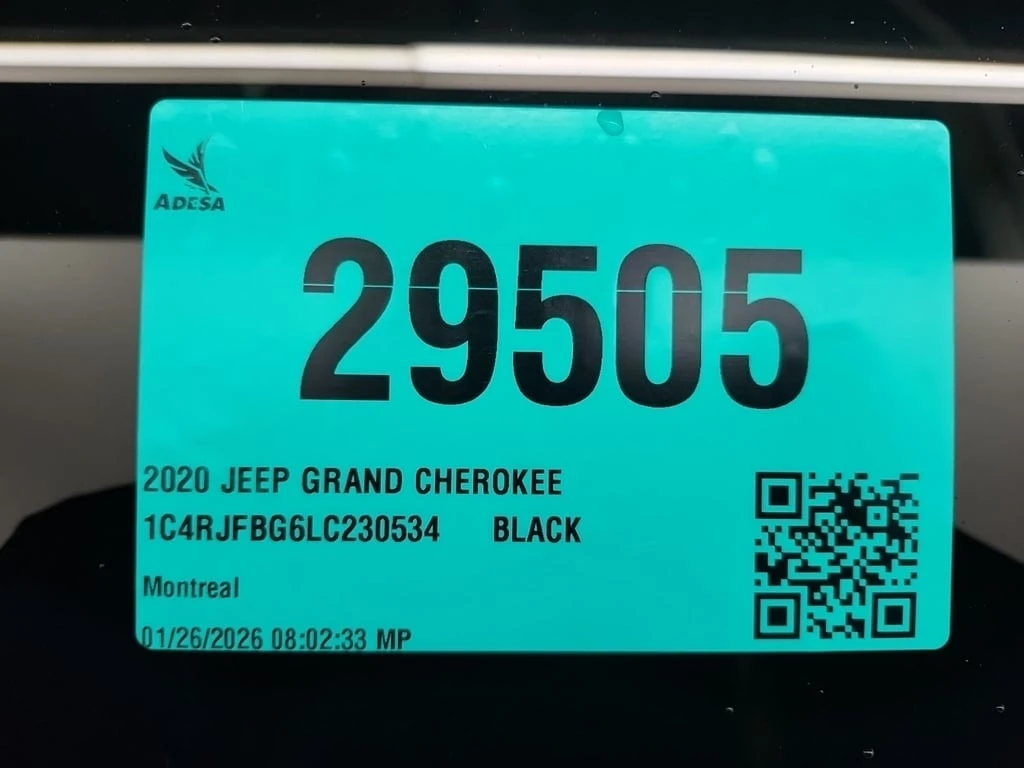 ADESA
29505
2020 JEEP GRAND CHEROKEE
1C4RJFBG6LC230534 BLACK
Montreal
01/26/2026 08:02:33 MP